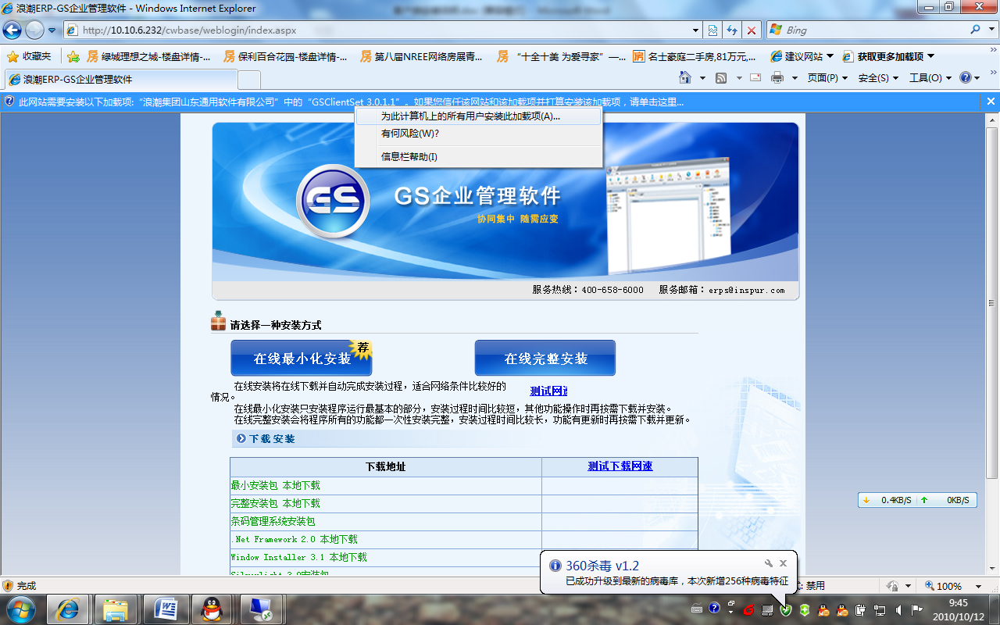 浪潮ERP-GS企业管理软件 - Windows Internet Explorer
http://10.10.6.232/cwbase/weblogin/index.aspx
Bing
收藏夹
绿城理想之城-楼盘详情-...
保利百合花园-楼盘详情-...
第八届NREE网络房展青...
“十全十美 为爱寻家”—...
名士豪庭二手房,81万元,...
建议网站
获取更多加载项
浪潮ERP-GS企业管理软件
页面(P)
安全(S)
工具(O)
此网站需要安装以下加载项:“浪潮集团山东通用软件有限公司”中的“GSClientSet 3.0.1.1”。如果您信任该网站和该加载项并打算安装该加载项，请单击这里...
为此计算机上的所有用户安装此加载项(A)...
有何风险(W)?
信息栏帮助(I)
GS
GS企业管理软件
协同集中 随需应变
服务热线：400-658-6000 服务邮箱：erps@inspur.com
请选择一种安装方式
在线最小化安装
荐
在线完整安装
在线安装将在线下载并自动完成安装过程，适合网络条件比较好的
情况。
测试网速
在线最小化安装只安装程序运行最基本的部分，安装过程时间比较短，其他功能操作时再按需下载并安装。
在线完整安装会将程序所有的功能都一次性安装完整，安装过程时间比较长，功能有更新时再按需下载并更新。
下载安装
下载地址
测试下载网速
最小安装包 本地下载
完整安装包 本地下载
条码管理系统安装包
.Net Framework 2.0 本地下载
Window Installer 3.1 本地下载
Silverlight 3.0安装包
0.4KB/S
0KB/S
360杀毒 v1.2
已成功升级到最新的病毒库，本次新增256种病毒特征
完成
禁用
100%
9:45
2010/10/12